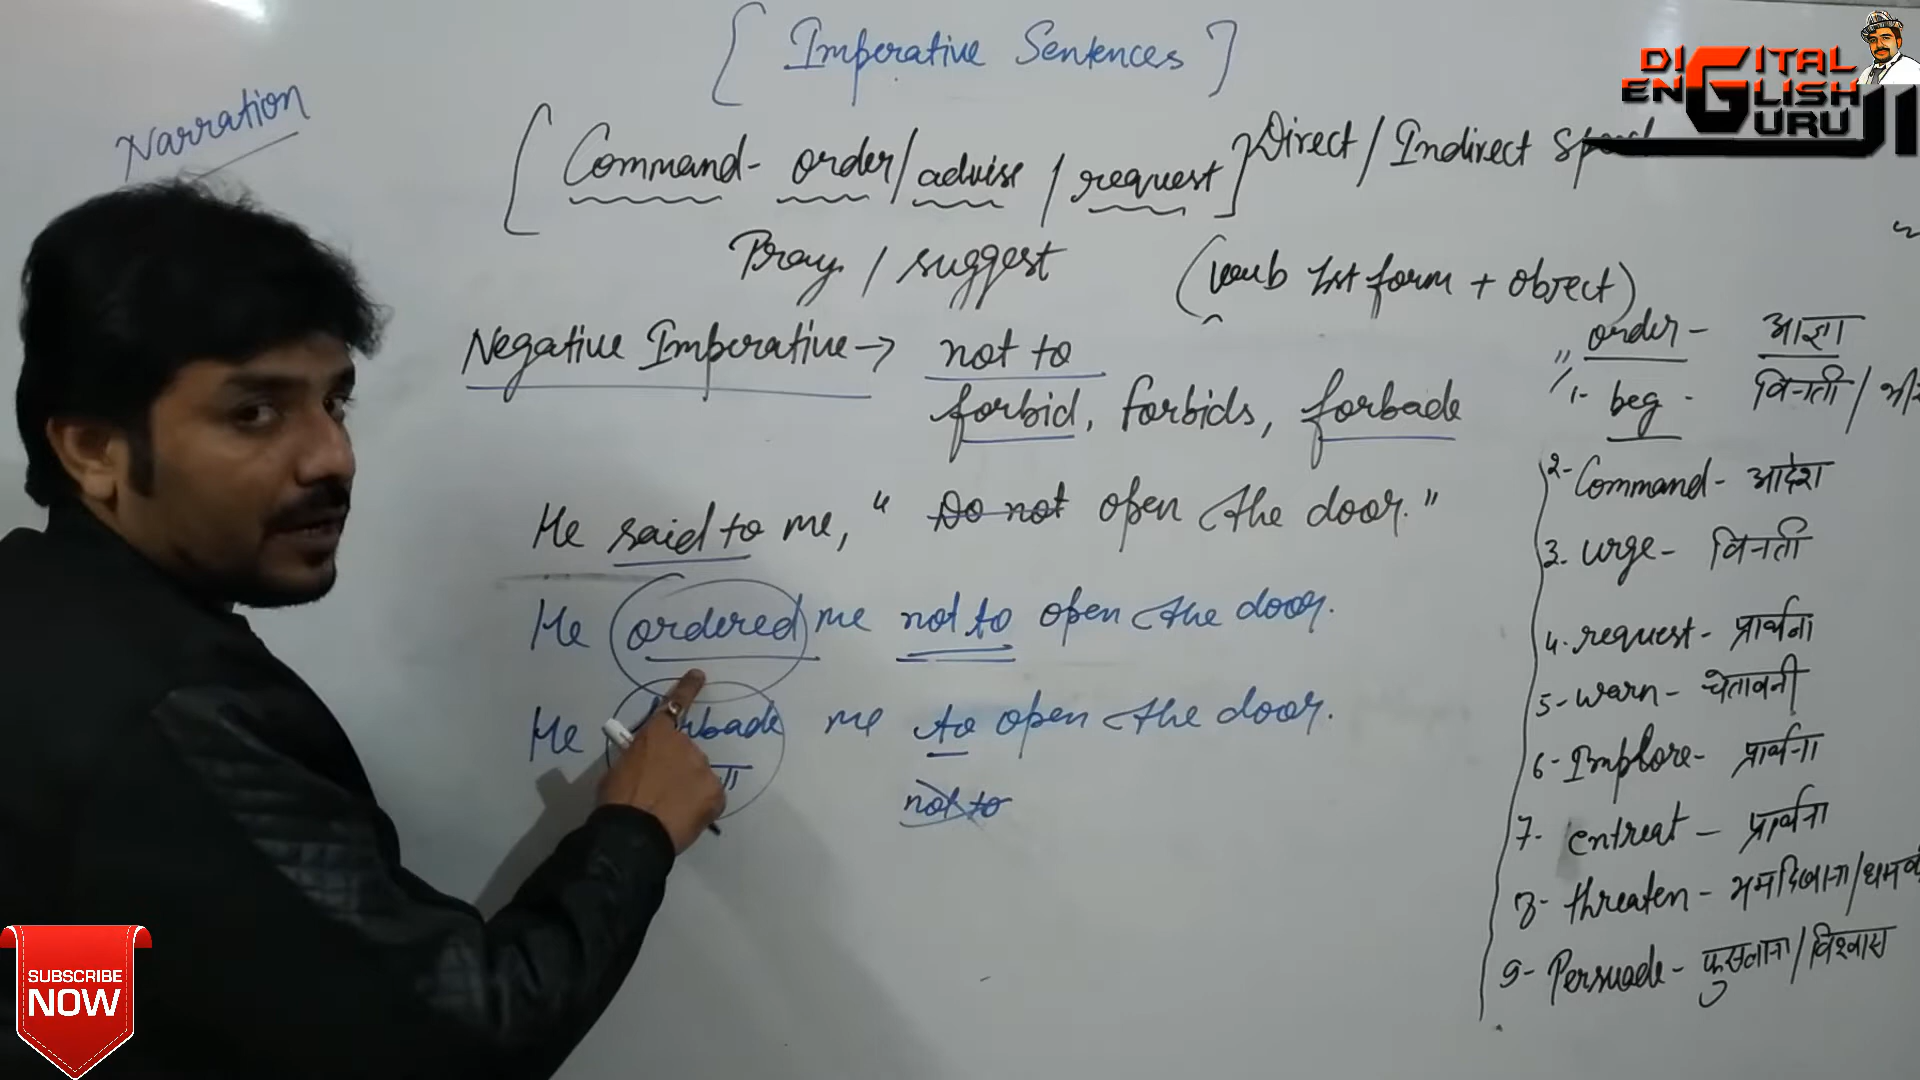 [ Imperative Sentences ]
Narration
[ Command- order / advise / request ] Direct / Indirect
Pray / suggest
(verb Ist form + object)
Negative Imperative → not to
forbid, forbids, forbade
He said to me, " Do not open the door."
He ordered me not to open the door.
He forbade me to open the door.
not to
order - आज्ञा
1- beg - विनती /
2- Command - आदेश
3. urge - विनती
4. request - प्रार्थना
5- warn - चेतावनी
6- Implore - प्रार्थना
7- entreat - प्रार्थना
8- threaten -
9- Persuade - फुसलाना / विश्वास
DIGITAL
ENGLISH
GURU JI
SUBSCRIBE
NOW